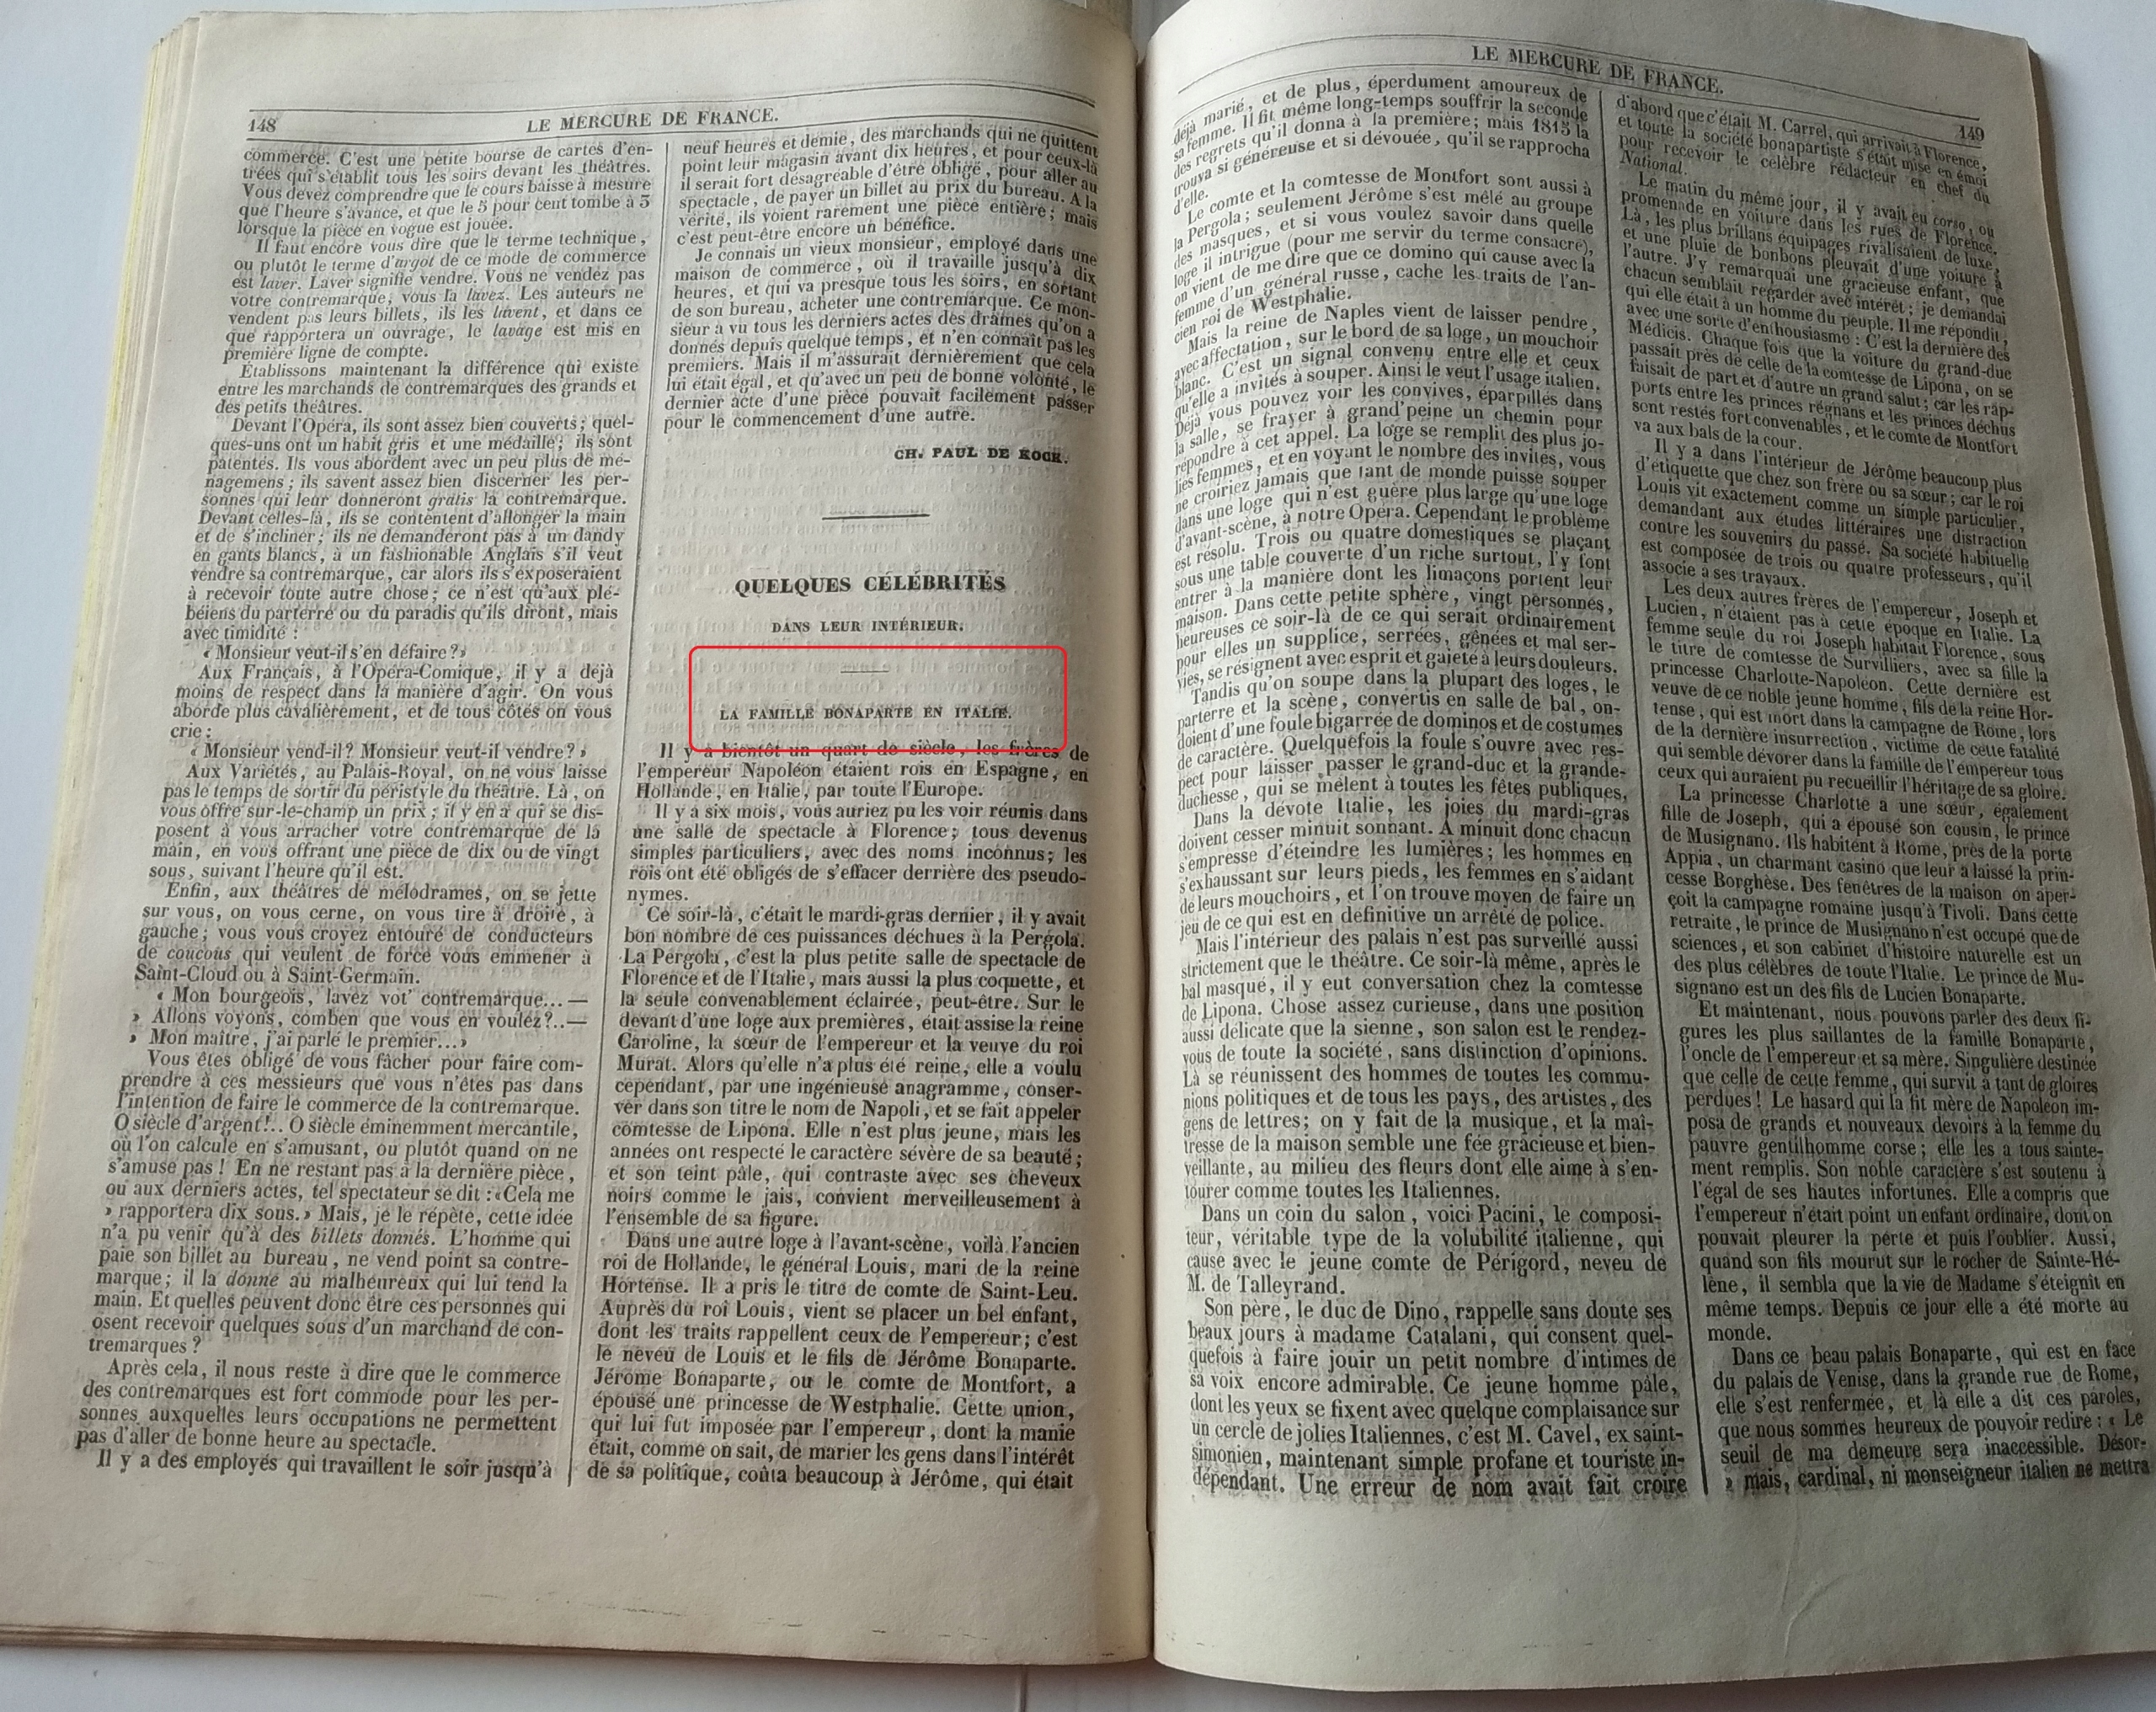 148
LE MERCURE DE FRANCE.
commerce. C'est une petite bourse de cartes d'en-
trées qui s'établit tous les soirs devant les théâtres.
Vous devez comprendre que le cours baisse à mesure
que l'heure s'avance, et que le 5 pour cent tombe à 3
lorsque la pièce en vogue est jouée.
Il faut encore vous dire que le terme technique,
ou plutôt le terme d'argot de ce mode de commerce
est laver. Laver signifie vendre. Vous ne vendez pas
votre contremarque, vous la lavez. Les auteurs ne
vendent pas leurs billets, ils les lavent, et dans ce
que rapportera un ouvrage, le lavage est mis en
première ligne de compte.
Établissons maintenant la différence qui existe
entre les marchands de contremarques des grands et
des petits théâtres.
Devant l'Opéra, ils sont assez bien couverts; quel-
ques-uns ont un habit gris et une médaille; ils sont
patentés. Ils vous abordent avec un peu plus de mé-
nagemens; ils savent assez bien discerner les per-
sonnes qui leur donneront gratis la contremarque.
Devant celles-là, ils se contentent d'allonger la main
et de s'incliner; ils ne demanderont pas à un dandy
en gants blancs, à un fashionable Anglais s'il veut
vendre sa contremarque, car alors ils s'exposeraient
à recevoir toute autre chose; ce n'est qu'aux plé-
béiens du parterre ou du paradis qu'ils diront, mais
avec timidité :
« Monsieur veut-il s'en défaire? »
Aux Français, à l'Opéra-Comique, il y a déjà
moins de respect dans la manière d'agir. On vous
aborde plus cavalièrement, et de tous côtés on vous
crie :
« Monsieur vend-il? Monsieur veut-il vendre? »
Aux Variétés, au Palais-Royal, on ne vous laisse
pas le temps de sortir du péristyle du théâtre. Là, on
vous offre sur-le-champ un prix; il y en a qui se dis-
posent à vous arracher votre contremarque de la
main, en vous offrant une pièce de dix ou de vingt
sous, suivant l'heure qu'il est.
Enfin, aux théâtres de mélodrames, on se jette
sur vous, on vous cerne, on vous tire à droite, à
gauche; vous vous croyez entouré de conducteurs
de coucous qui veulent de force vous emmener à
Saint-Cloud ou à Saint-Germain.
« Mon bourgeois, lavez vot' contremarque... —
» Allons voyons, comben que vous en voulez?.. —
» Mon maître, j'ai parlé le premier... »
Vous êtes obligé de vous fâcher pour faire com-
prendre à ces messieurs que vous n'êtes pas dans
l'intention de faire le commerce de la contremarque.
O siècle d'argent!.. O siècle éminemment mercantile,
où l'on calcule en s'amusant, ou plutôt quand on ne
s'amuse pas! En ne restant pas à la dernière pièce,
ou aux derniers actes, tel spectateur se dit : « Cela me
» rapportera dix sous. » Mais, je le répète, cette idée
n'a pu venir qu'à des billets donnés. L'homme qui
paie son billet au bureau, ne vend point sa contre-
marque; il la donne au malheureux qui lui tend la
main. Et quelles peuvent donc être ces personnes qui
osent recevoir quelques sous d'un marchand de con-
tremarques?
Après cela, il nous reste à dire que le commerce
des contremarques est fort commode pour les per-
sonnes auxquelles leurs occupations ne permettent
pas d'aller de bonne heure au spectacle.
Il y a des employés qui travaillent le soir jusqu'à
neuf heures et demie, des marchands qui ne quittent
point leur magasin avant dix heures, et pour ceux-là
il serait fort désagréable d'être obligé, pour aller au
spectacle, de payer un billet au prix du bureau. A la
vérité, ils voient rarement une pièce entière; mais
c'est peut-être encore un bénéfice.
Je connais un vieux monsieur, employé dans une
maison de commerce, où il travaille jusqu'à dix
heures, et qui va presque tous les soirs, en sortant
de son bureau, acheter une contremarque. Ce mon-
sieur a vu tous les derniers actes des drames qu'on a
donnés depuis quelque temps, et n'en connaît pas les
premiers. Mais il m'assurait dernièrement que cela
lui était égal, et qu'avec un peu de bonne volonté, le
dernier acte d'une pièce pouvait facilement passer
pour le commencement d'une autre.
CH. PAUL DE KOCK.
QUELQUES CÉLÉBRITÉS
DANS LEUR INTÉRIEUR.
LA FAMILLE BONAPARTE EN ITALIE.
Il y a bientôt un quart de siècle, les frères de
l'empereur Napoléon étaient rois en Espagne, en
Hollande, en Italie, par toute l'Europe.
Il y a six mois, vous auriez pu les voir réunis dans
une salle de spectacle à Florence; tous devenus
simples particuliers, avec des noms inconnus; les
rois ont été obligés de s'effacer derrière des pseudo-
nymes.
Ce soir-là, c'était le mardi-gras dernier, il y avait
bon nombre de ces puissances déchues à la Pergola.
La Pergola, c'est la plus petite salle de spectacle de
Florence et de l'Italie, mais aussi la plus coquette, et
la seule convenablement éclairée, peut-être. Sur le
devant d'une loge aux premières, était assise la reine
Caroline, la sœur de l'empereur et la veuve du roi
Murat. Alors qu'elle n'a plus été reine, elle a voulu
cependant, par une ingénieuse anagramme, conser-
ver dans son titre le nom de Napoli, et se fait appeler
comtesse de Lipona. Elle n'est plus jeune, mais les
années ont respecté le caractère sévère de sa beauté;
et son teint pâle, qui contraste avec ses cheveux
noirs comme le jais, convient merveilleusement à
l'ensemble de sa figure.
Dans une autre loge à l'avant-scène, voilà l'ancien
roi de Hollande, le général Louis, mari de la reine
Hortense. Il a pris le titre de comte de Saint-Leu.
Auprès du roi Louis, vient se placer un bel enfant,
dont les traits rappellent ceux de l'empereur; c'est
le neveu de Louis et le fils de Jérôme Bonaparte.
Jérôme Bonaparte, ou le comte de Montfort, a
épousé une princesse de Westphalie. Cette union,
qui lui fut imposée par l'empereur, dont la manie
était, comme on sait, de marier les gens dans l'intérêt
de sa politique, coûta beaucoup à Jérôme, qui était
LE MERCURE DE FRANCE.
149
déjà marié, et de plus, éperdument amoureux de
sa femme. Il fit même long-temps souffrir la seconde
des regrets qu'il donna à la première; mais 1815 la
trouva si généreuse et si dévouée, qu'il se rapprocha
d'elle.
Le comte et la comtesse de Montfort sont aussi à
la Pergola; seulement Jérôme s'est mêlé au groupe
des masques, et si vous voulez savoir dans quelle
loge il intrigue (pour me servir du terme consacré),
on vient de me dire que ce domino qui cause avec la
femme d'un général russe, cache les traits de l'an-
cien roi de Westphalie.
Mais la reine de Naples vient de laisser pendre,
avec affectation, sur le bord de sa loge, un mouchoir
blanc. C'est un signal convenu entre elle et ceux
qu'elle a invités à souper. Ainsi le veut l'usage italien.
Déjà vous pouvez voir les convives, éparpillés dans
la salle, se frayer à grand'peine un chemin pour
répondre à cet appel. La loge se remplit des plus jo-
lies femmes, et en voyant le nombre des invités, vous
ne croiriez jamais que tant de monde puisse souper
dans une loge qui n'est guère plus large qu'une loge
d'avant-scène, à notre Opéra. Cependant le problème
est résolu. Trois ou quatre domestiques se plaçant
sous une table couverte d'un riche surtout, l'y font
entrer à la manière dont les limaçons portent leur
maison. Dans cette petite sphère, vingt personnes,
heureuses ce soir-là de ce qui serait ordinairement
pour elles un supplice, serrées, gênées et mal ser-
vies, se résignent avec esprit et gaieté à leurs douleurs.
Tandis qu'on soupe dans la plupart des loges, le
parterre et la scène, convertis en salle de bal, on-
doient d'une foule bigarrée de dominos et de costumes
de caractère. Quelquefois la foule s'ouvre avec res-
pect pour laisser passer le grand-duc et la grande-
duchesse, qui se mêlent à toutes les fêtes publiques,
Dans la dévote Italie, les joies du mardi-gras
doivent cesser minuit sonnant. A minuit donc chacun
s'empresse d'éteindre les lumières; les hommes en
s'exhaussant sur leurs pieds, les femmes en s'aidant
de leurs mouchoirs, et l'on trouve moyen de faire un
jeu de ce qui est en définitive un arrêté de police.
Mais l'intérieur des palais n'est pas surveillé aussi
strictement que le théâtre. Ce soir-là même, après le
bal masqué, il y eut conversation chez la comtesse
de Lipona. Chose assez curieuse, dans une position
aussi délicate que la sienne, son salon est le rendez-
vous de toute la société, sans distinction d'opinions.
Là se réunissent des hommes de toutes les commu-
nions politiques et de tous les pays, des artistes, des
gens de lettres; on y fait de la musique, et la maî-
tresse de la maison semble une fée gracieuse et bien-
veillante, au milieu des fleurs dont elle aime à s'en-
tourer comme toutes les Italiennes.
Dans un coin du salon, voici Pacini, le composi-
teur, véritable type de la volubilité italienne, qui
cause avec le jeune comte de Périgord, neveu de
M. de Talleyrand.
Son père, le duc de Dino, rappelle sans doute ses
beaux jours à madame Catalani, qui consent quel-
quefois à faire jouir un petit nombre d'intimes de
sa voix encore admirable. Ce jeune homme pâle,
dont les yeux se fixent avec quelque complaisance sur
un cercle de jolies Italiennes, c'est M. Cavel, ex saint-
simonien, maintenant simple profane et touriste in-
dépendant. Une erreur de nom avait fait croire
d'abord que c'était M. Carrel, qui arrivait à Florence,
et toute la société bonapartiste s'était mise en émoi
pour recevoir le célèbre rédacteur en chef du
National.
Le matin du même jour, il y avait eu corso, ou
promenade en voiture dans les rues de Florence.
Là, les plus brillans équipages rivalisaient de luxe,
et une pluie de bonbons pleuvait d'une voiture à
l'autre. J'y remarquai une gracieuse enfant, que
chacun semblait regarder avec intérêt; je demandai
qui elle était à un homme du peuple. Il me répondit,
avec une sorte d'enthousiasme : C'est la dernière des
Médicis. Chaque fois que la voiture du grand-duc
passait près de celle de la comtesse de Lipona, on se
faisait de part et d'autre un grand salut; car les rap-
ports entre les princes régnans et les princes déchus
sont restés fort convenables, et le comte de Montfort
va aux bals de la cour.
Il y a dans l'intérieur de Jérôme beaucoup plus
d'étiquette que chez son frère ou sa sœur; car le roi
Louis vit exactement comme un simple particulier,
demandant aux études littéraires une distraction
contre les souvenirs du passé. Sa société habituelle
est composée de trois ou quatre professeurs, qu'il
associe à ses travaux.
Les deux autres frères de l'empereur, Joseph et
Lucien, n'étaient pas à cette époque en Italie. La
femme seule du roi Joseph habitait Florence, sous
le titre de comtesse de Survilliers, avec sa fille la
princesse Charlotte-Napoléon. Cette dernière est
veuve de ce noble jeune homme, fils de la reine Hor-
tense, qui est mort dans la campagne de Rome, lors
de la dernière insurrection, victime de cette fatalité
qui semble dévorer dans la famille de l'empereur tous
ceux qui auraient pu recueillir l'héritage de sa gloire.
La princesse Charlotte a une sœur, également
fille de Joseph, qui a épousé son cousin, le prince
de Musignano. Ils habitent à Rome, près de la porte
Appia, un charmant casino que leur a laissé la prin-
cesse Borghèse. Des fenêtres de la maison on aper-
çoit la campagne romaine jusqu'à Tivoli. Dans cette
retraite, le prince de Musignano n'est occupé que de
sciences, et son cabinet d'histoire naturelle est un
des plus célèbres de toute l'Italie. Le prince de Mu-
signano est un des fils de Lucien Bonaparte.
Et maintenant, nous pouvons parler des deux fi-
gures les plus saillantes de la famille Bonaparte,
l'oncle de l'empereur et sa mère. Singulière destinée
que celle de cette femme, qui survit à tant de gloires
perdues! Le hasard qui la fit mère de Napoléon im-
posa de grands et nouveaux devoirs à la femme du
pauvre gentilhomme corse; elle les a tous sainte-
ment remplis. Son noble caractère s'est soutenu à
l'égal de ses hautes infortunes. Elle a compris que
l'empereur n'était point un enfant ordinaire, dont on
pouvait pleurer la perte et puis l'oublier. Aussi,
quand son fils mourut sur le rocher de Sainte-Hé-
lène, il sembla que la vie de Madame s'éteignit en
même temps. Depuis ce jour elle a été morte au
monde.
Dans ce beau palais Bonaparte, qui est en face
du palais de Venise, dans la grande rue de Rome,
elle s'est renfermée, et là elle a dit ces paroles,
que nous sommes heureux de pouvoir redire : « Le
seuil de ma demeure sera inaccessible. Désor-
» mais, cardinal, ni monseigneur italien ne mettra